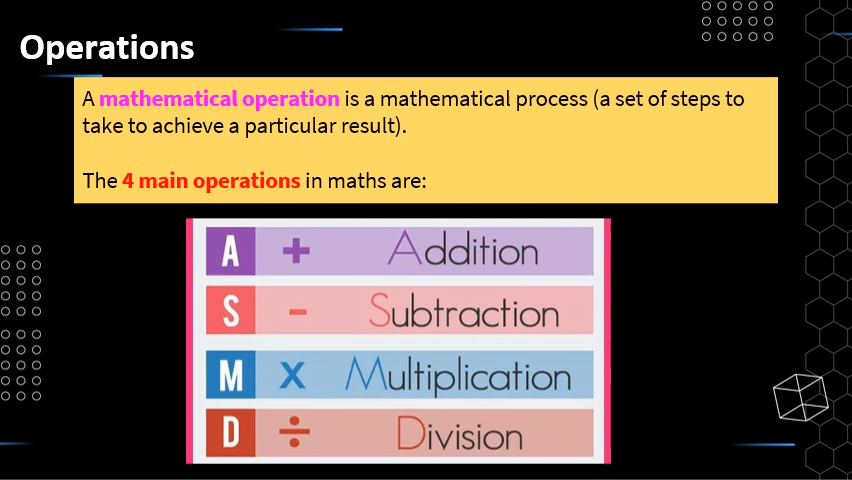 Operations
A mathematical operation is a mathematical process (a set of steps to
take to achieve a particular result).
The 4 main operations in maths are:
A + Addition
S - Subtraction
M x Multiplication
D ÷ Division